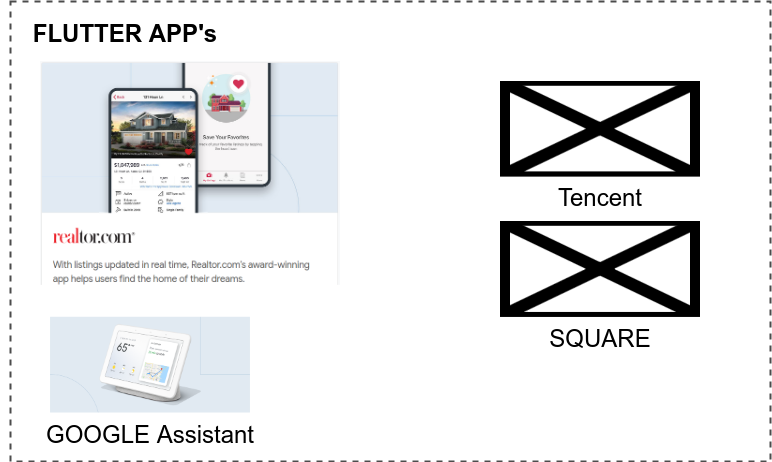 FLUTTER APP's
Save Your Favorites
$1,047,988
realtor.com
With listings updated in real time, Realtor.com's award-winning
app helps users find the home of their dreams.
65°
GOOGLE Assistant
Tencent
SQUARE